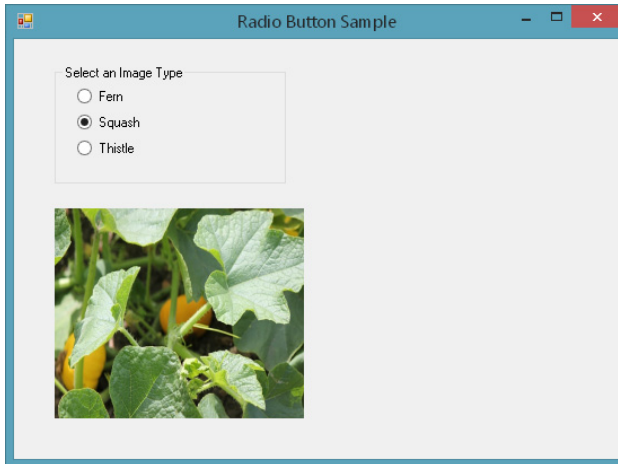 Radio Button Sample
Select an Image Type
Fern
Squash
Thistle